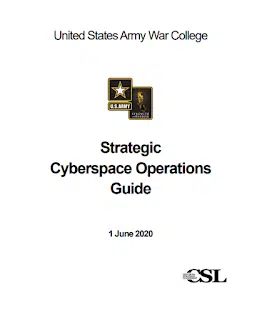 United States Army War College
U.S.ARMY
Strategic
Cyberspace Operations
Guide
1 June 2020
CSL